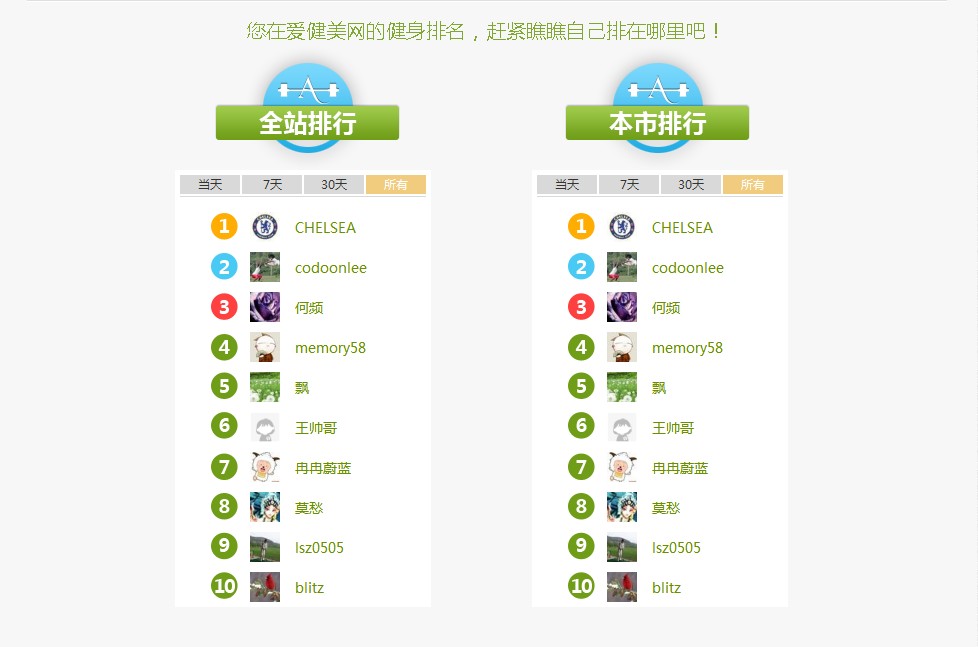 您在爱健美网的健身排名，赶紧瞧瞧自己排在哪里吧！
A
全站排行
当天 7天 30天 所有
1 CHELSEA
2 codoonlee
3 何频
4 memory58
5 飘
6 王帅哥
7 冉冉蔚蓝
8 莫愁
9 lsz0505
10 blitz
A
本市排行
当天 7天 30天 所有
1 CHELSEA
2 codoonlee
3 何频
4 memory58
5 飘
6 王帅哥
7 冉冉蔚蓝
8 莫愁
9 lsz0505
10 blitz